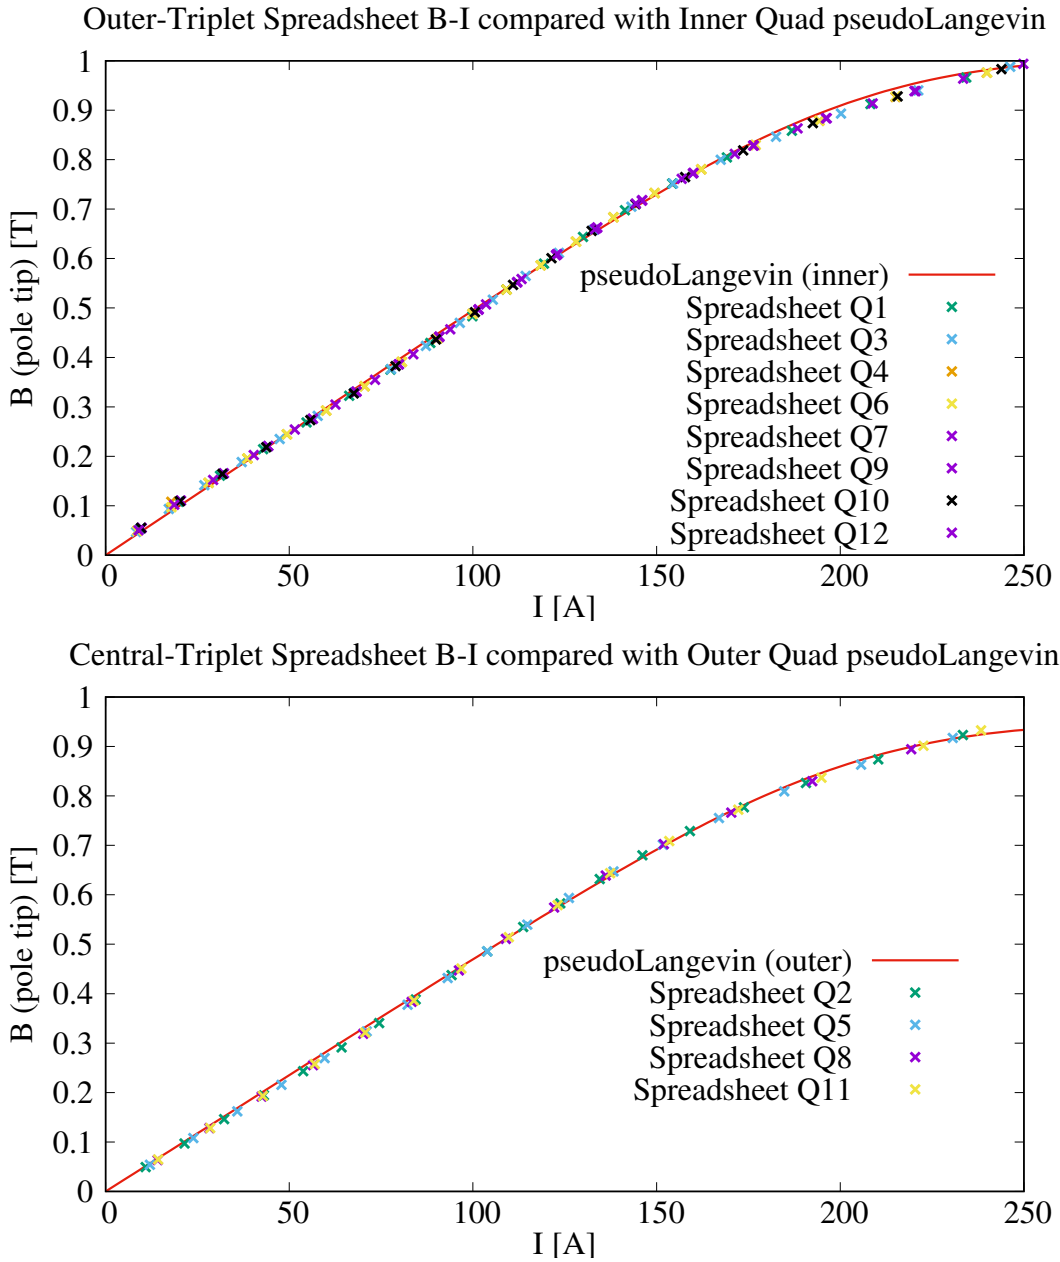 Outer-Triplet Spreadsheet B-I compared with Inner Quad pseudoLangevin
1
0.9
0.8
0.7
0.6
0.5
0.4
0.3
0.2
0.1
0
B (pole tip) [T]
pseudoLangevin (inner)
Spreadsheet Q1
Spreadsheet Q3
Spreadsheet Q4
Spreadsheet Q6
Spreadsheet Q7
Spreadsheet Q9
Spreadsheet Q10
Spreadsheet Q12
0 50 100 150 200 250
I [A]
Central-Triplet Spreadsheet B-I compared with Outer Quad pseudoLangevin
1
0.9
0.8
0.7
0.6
0.5
0.4
0.3
0.2
0.1
0
B (pole tip) [T]
pseudoLangevin (outer)
Spreadsheet Q2
Spreadsheet Q5
Spreadsheet Q8
Spreadsheet Q11
0 50 100 150 200 250
I [A]